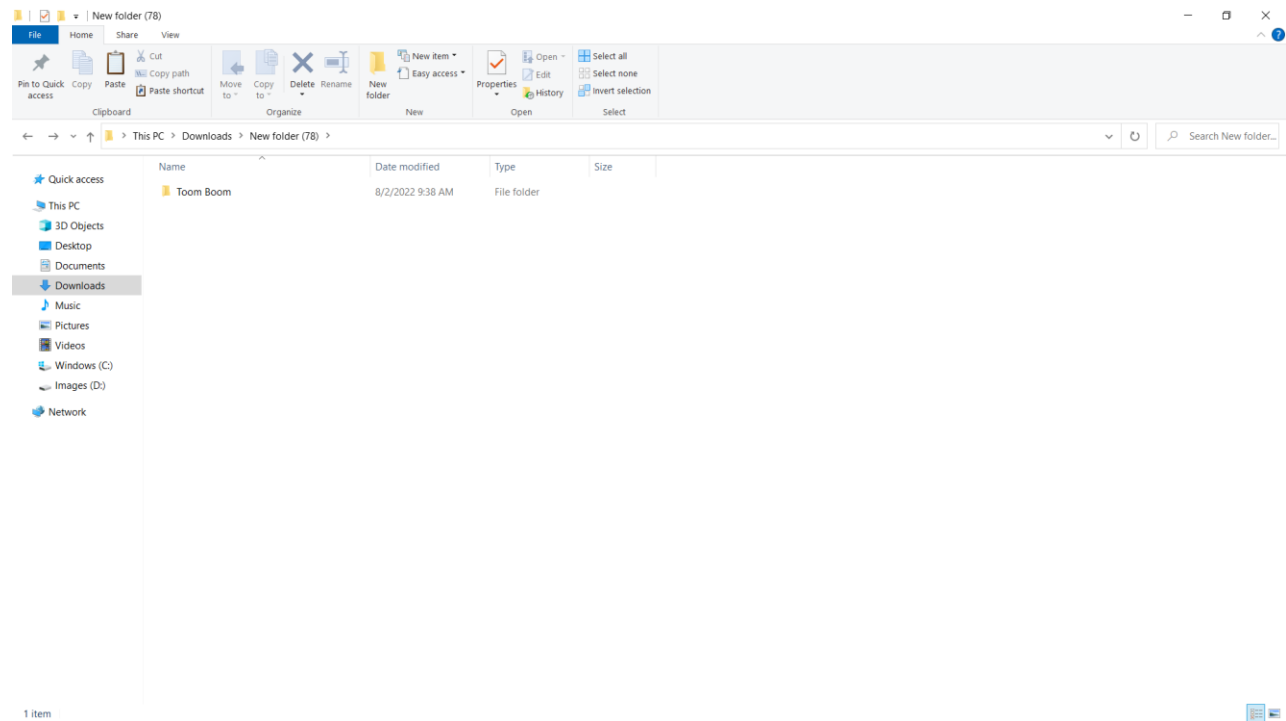 New folder (78)
File Home Share View
Pin to Quick access
Copy
Paste
Cut
Copy path
Paste shortcut
Clipboard
Move to
Copy to
Delete
Rename
Organize
New folder
New item
Easy access
New
Properties
Open
Edit
History
Open
Select all
Select none
Invert selection
Select
This PC > Downloads > New folder (78) >
Search New folder...
Name Date modified Type Size
Toom Boom 8/2/2022 9:38 AM File folder
Quick access
This PC
3D Objects
Desktop
Documents
Downloads
Music
Pictures
Videos
Windows (C:)
Images (D:)
Network
1 item